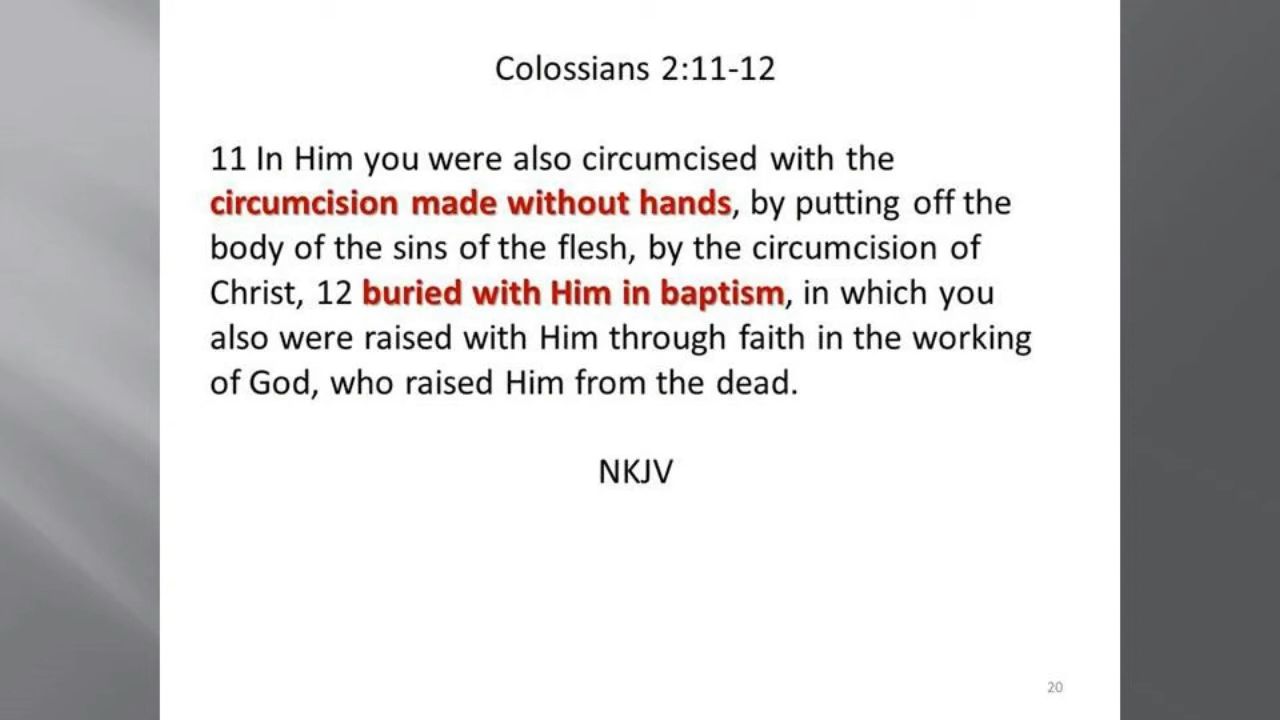 Colossians 2:11-12
11 In Him you were also circumcised with the
circumcision made without hands, by putting off the
body of the sins of the flesh, by the circumcision of
Christ, 12 buried with Him in baptism, in which you
also were raised with Him through faith in the working
of God, who raised Him from the dead.
NKJV
20